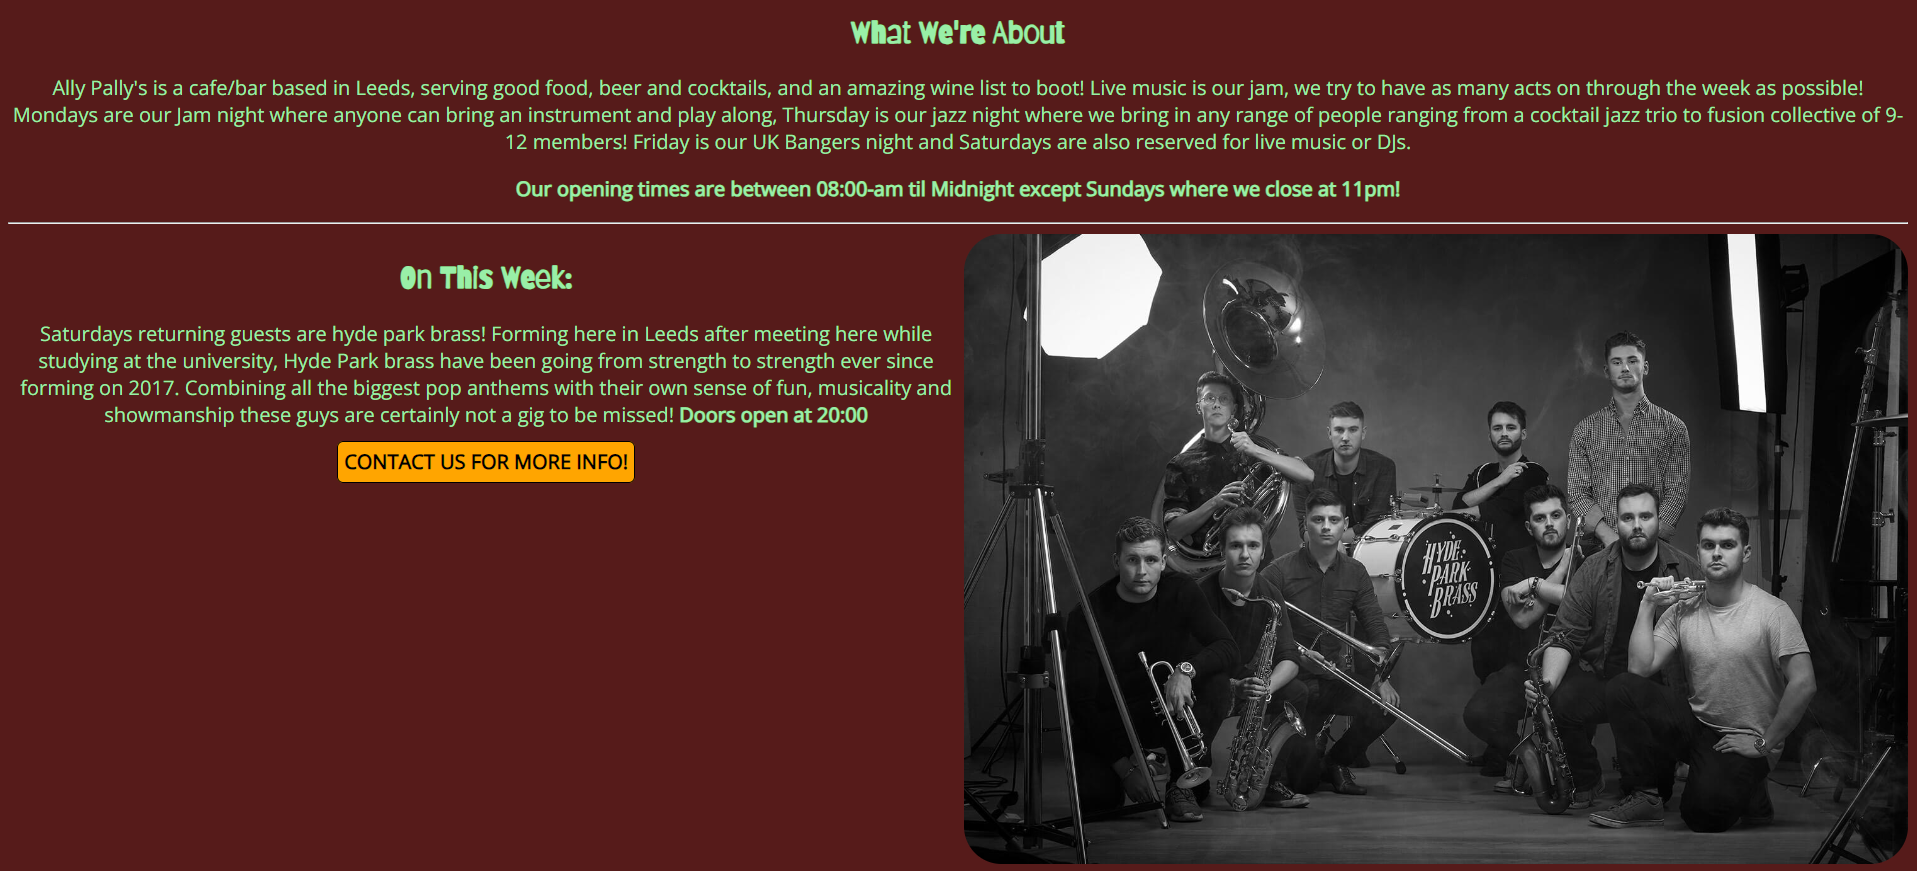 What We're About
Ally Pally's is a cafe/bar based in Leeds, serving good food, beer and cocktails, and an amazing wine list to boot! Live music is our jam, we try to have as many acts on through the week as possible!
Mondays are our Jam night where anyone can bring an instrument and play along, Thursday is our jazz night where we bring in any range of people ranging from a cocktail jazz trio to fusion collective of 9-
12 members! Friday is our UK Bangers night and Saturdays are also reserved for live music or DJs.
Our opening times are between 08:00-am til Midnight except Sundays where we close at 11pm!
On This Week:
Saturdays returning guests are hyde park brass! Forming here in Leeds after meeting here while
studying at the university, Hyde Park brass have been going from strength to strength ever since
forming on 2017. Combining all the biggest pop anthems with their own sense of fun, musicality and
showmanship these guys are certainly not a gig to be missed! Doors open at 20:00
CONTACT US FOR MORE INFO!
HYDE
PARK
BRASS